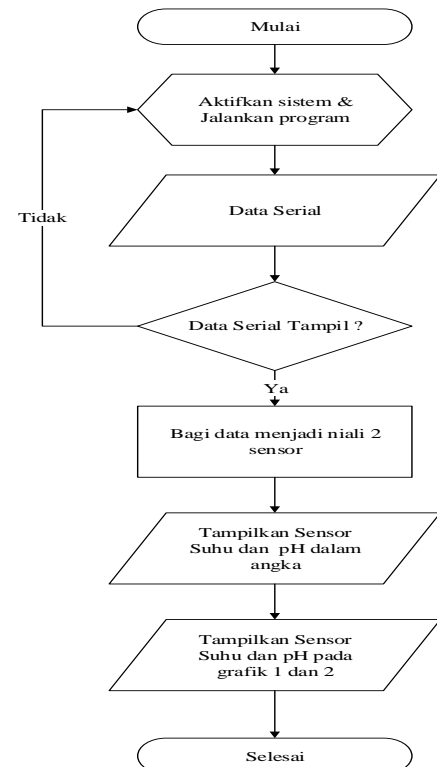 Mulai
Aktifkan sistem &
Jalankan program
Data Serial
Tidak
Data Serial Tampil ?
Ya
Bagi data menjadi niali 2
sensor
Tampilkan Sensor
Suhu dan pH dalam
angka
Tampilkan Sensor
Suhu dan pH pada
grafik 1 dan 2
Selesai